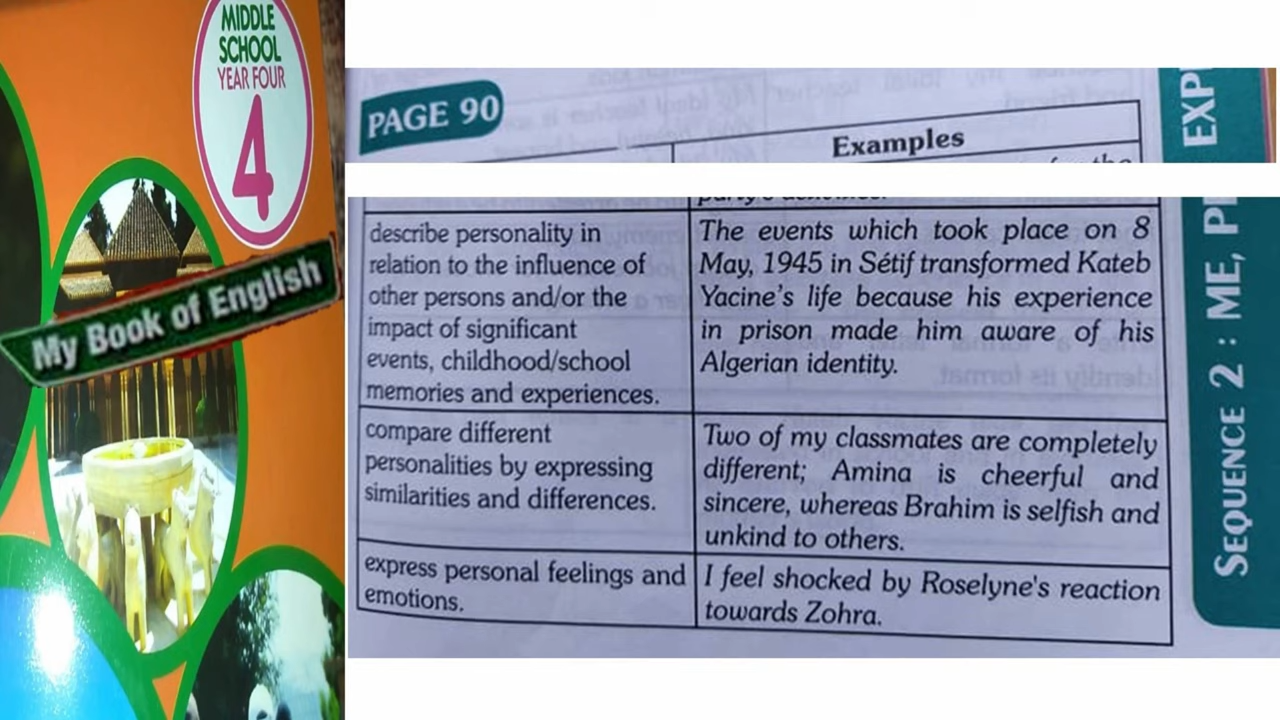 MIDDLE
SCHOOL
YEAR FOUR
4
My Book of English
PAGE 90
Examples
the
describe personality in
relation to the influence of
other persons and/or the
impact of significant
events, childhood/school
memories and experiences.
The events which took place on 8
May, 1945 in Sétif transformed Kateb
Yacine's life because his experience
in prison made him aware of his
Algerian identity.
compare different
personalities by expressing
similarities and differences.
Two of my classmates are completely
different; Amina is cheerful and
sincere, whereas Brahim is selfish and
unkind to others.
express personal feelings and
emotions.
I feel shocked by Roselyne's reaction
towards Zohra.
SEQUENCE 2 : ME,